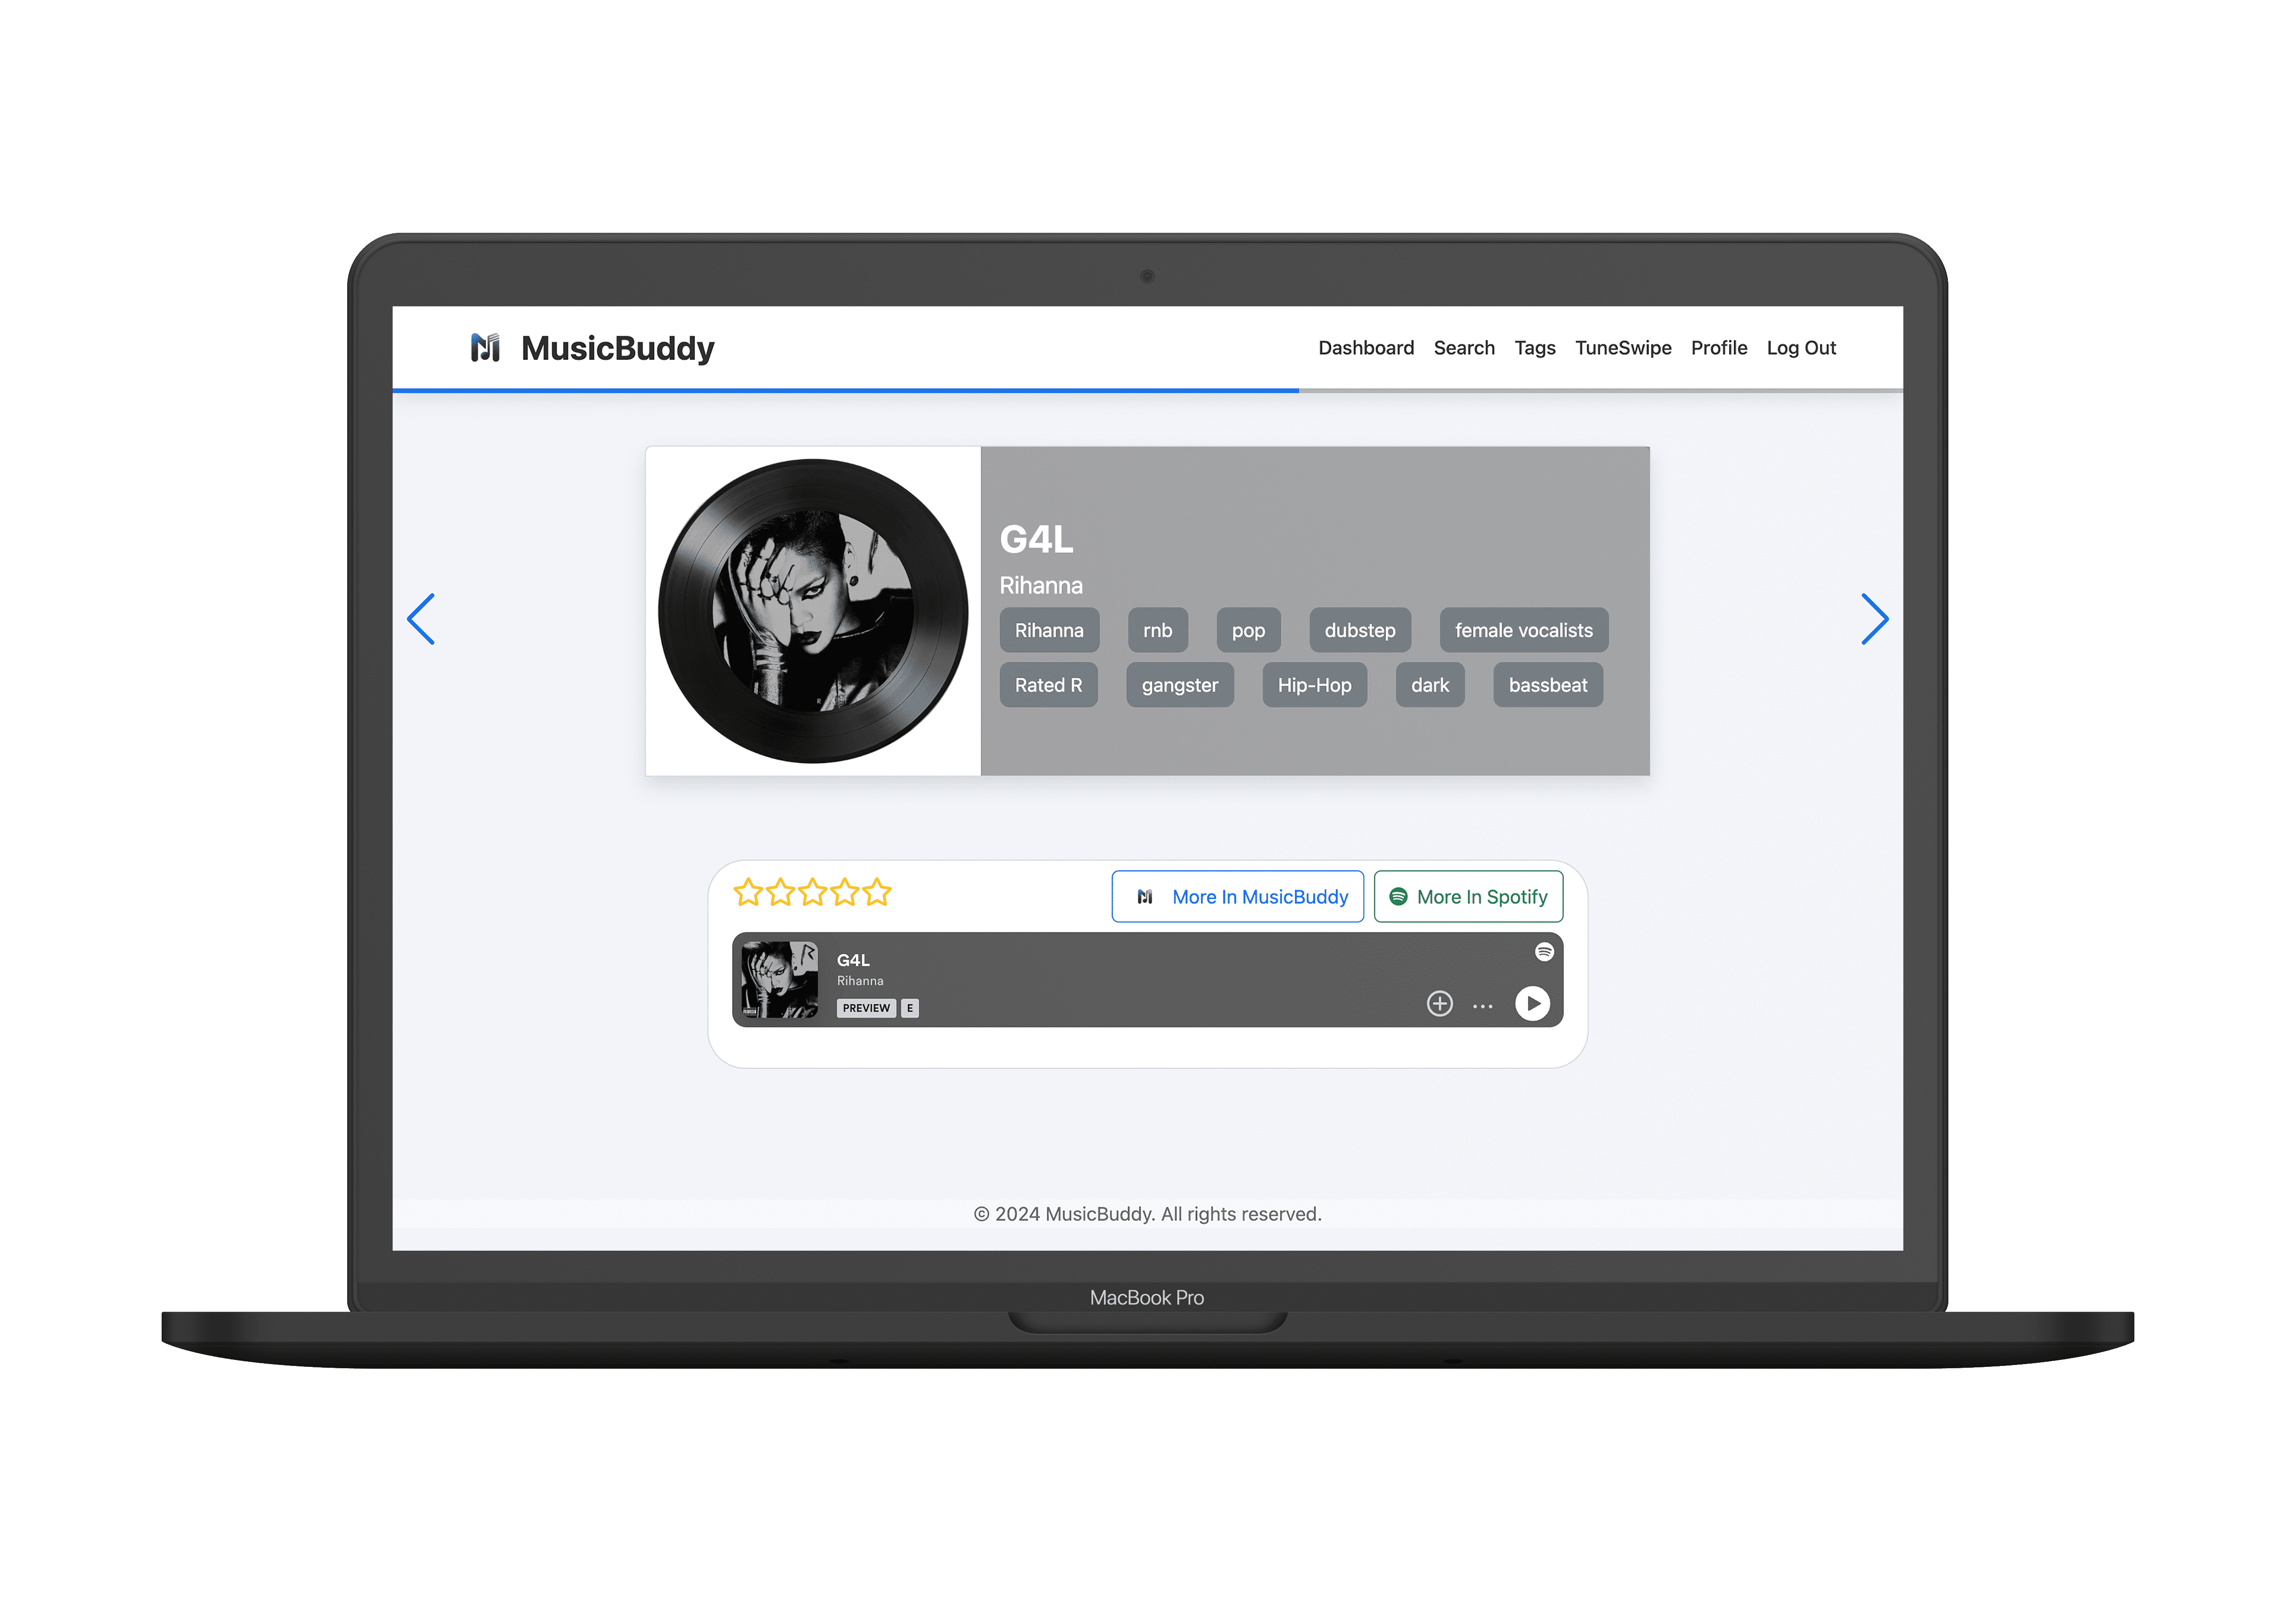 MusicBuddy
Dashboard Search Tags TuneSwipe Profile Log Out
G4L
Rihanna
Rihanna rnb pop dubstep female vocalists
Rated R gangster Hip-Hop dark bassbeat
More In MusicBuddy More In Spotify
G4L
Rihanna
PREVIEW E
© 2024 MusicBuddy. All rights reserved.
MacBook Pro